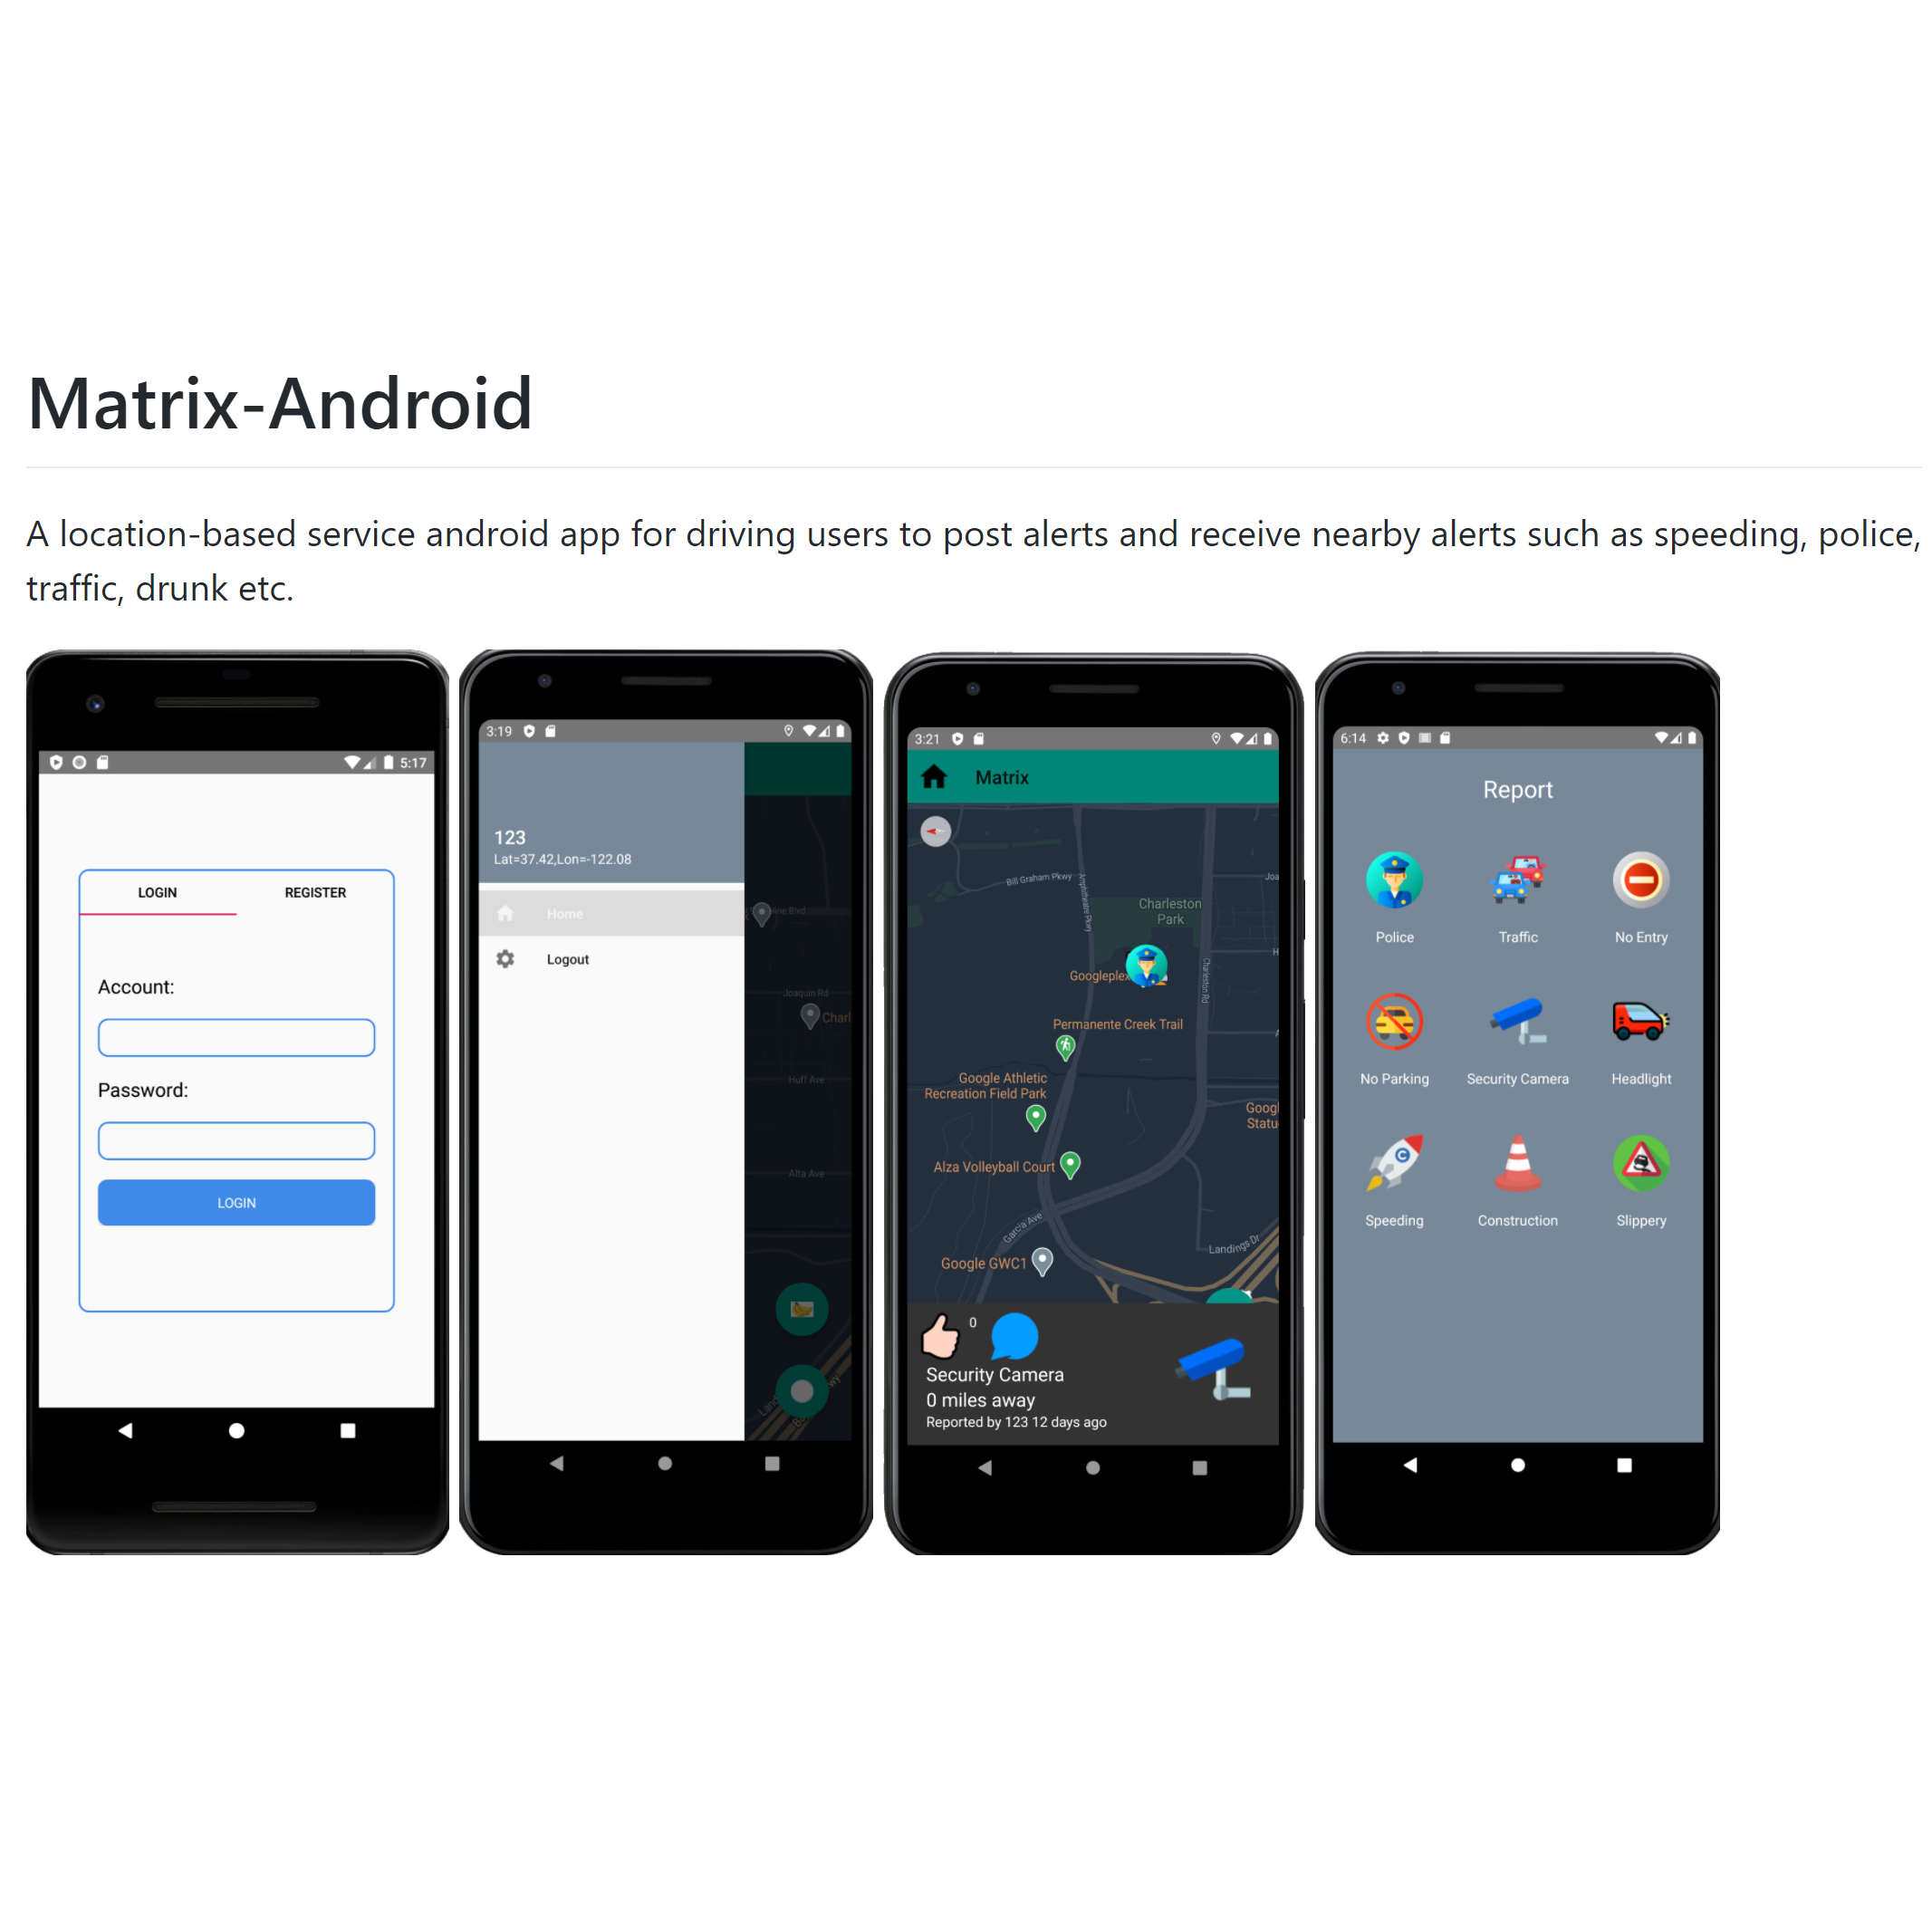 Matrix-Android
A location-based service android app for driving users to post alerts and receive nearby alerts such as speeding, police,
traffic, drunk etc.
5:17
LOGIN REGISTER
Account:
Password:
LOGIN
3:19
123
Lat=37.42,Lon=-122.08
Home
Logout
Joaquin Rd
Charl
Huff Ave
Alta Ave
3:21
Matrix
Bill Graham Pkwy
Amphitheatre Pkwy
Joa
Charleston
Park
H
Googleplex
Charleston Rd
Permanente Creek Trail
Google Athletic
Recreation Field Park
Googl
Statu
Alza Volleyball Court
Garcia Ave
Landings Dr
Google GWC1
0
Security Camera
0 miles away
Reported by 123 12 days ago
6:14
Report
Police Traffic No Entry
No Parking Security Camera Headlight
Speeding Construction Slippery